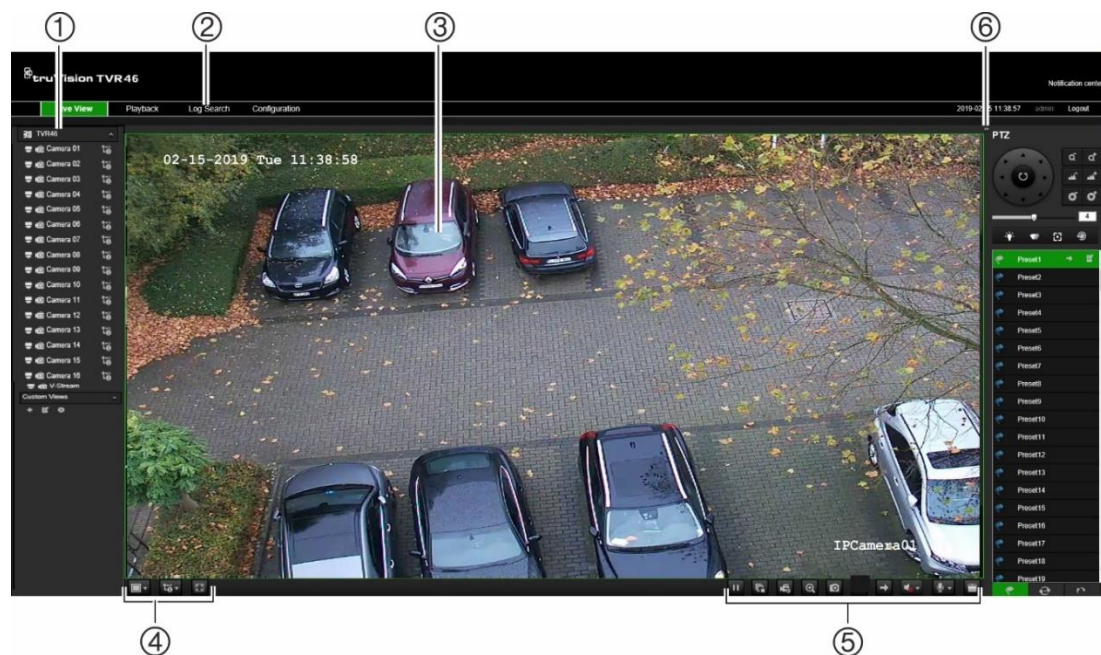 1
2
3
6
truVision TVR46
Notification cente
Live View Playback Log Search Configuration
11:38:57 admin Logout
TVR46
PTZ
Camera 01
Camera 02
Camera 03
Camera 04
Camera 05
Camera 06
Camera 07
Camera 08
Camera 09
Camera 10
Camera 11
Camera 12
Camera 13
Camera 14
Camera 15
Camera 16
V-Stream
Custom Views
02-15-2019 Tue 11:38:58
IPCamera01
4
Preset1
Preset2
Preset3
Preset4
Preset5
Preset6
Preset7
Preset8
Preset9
Preset10
Preset11
Preset12
Preset13
Preset14
Preset15
Preset16
Preset17
Preset18
Preset19
4
5